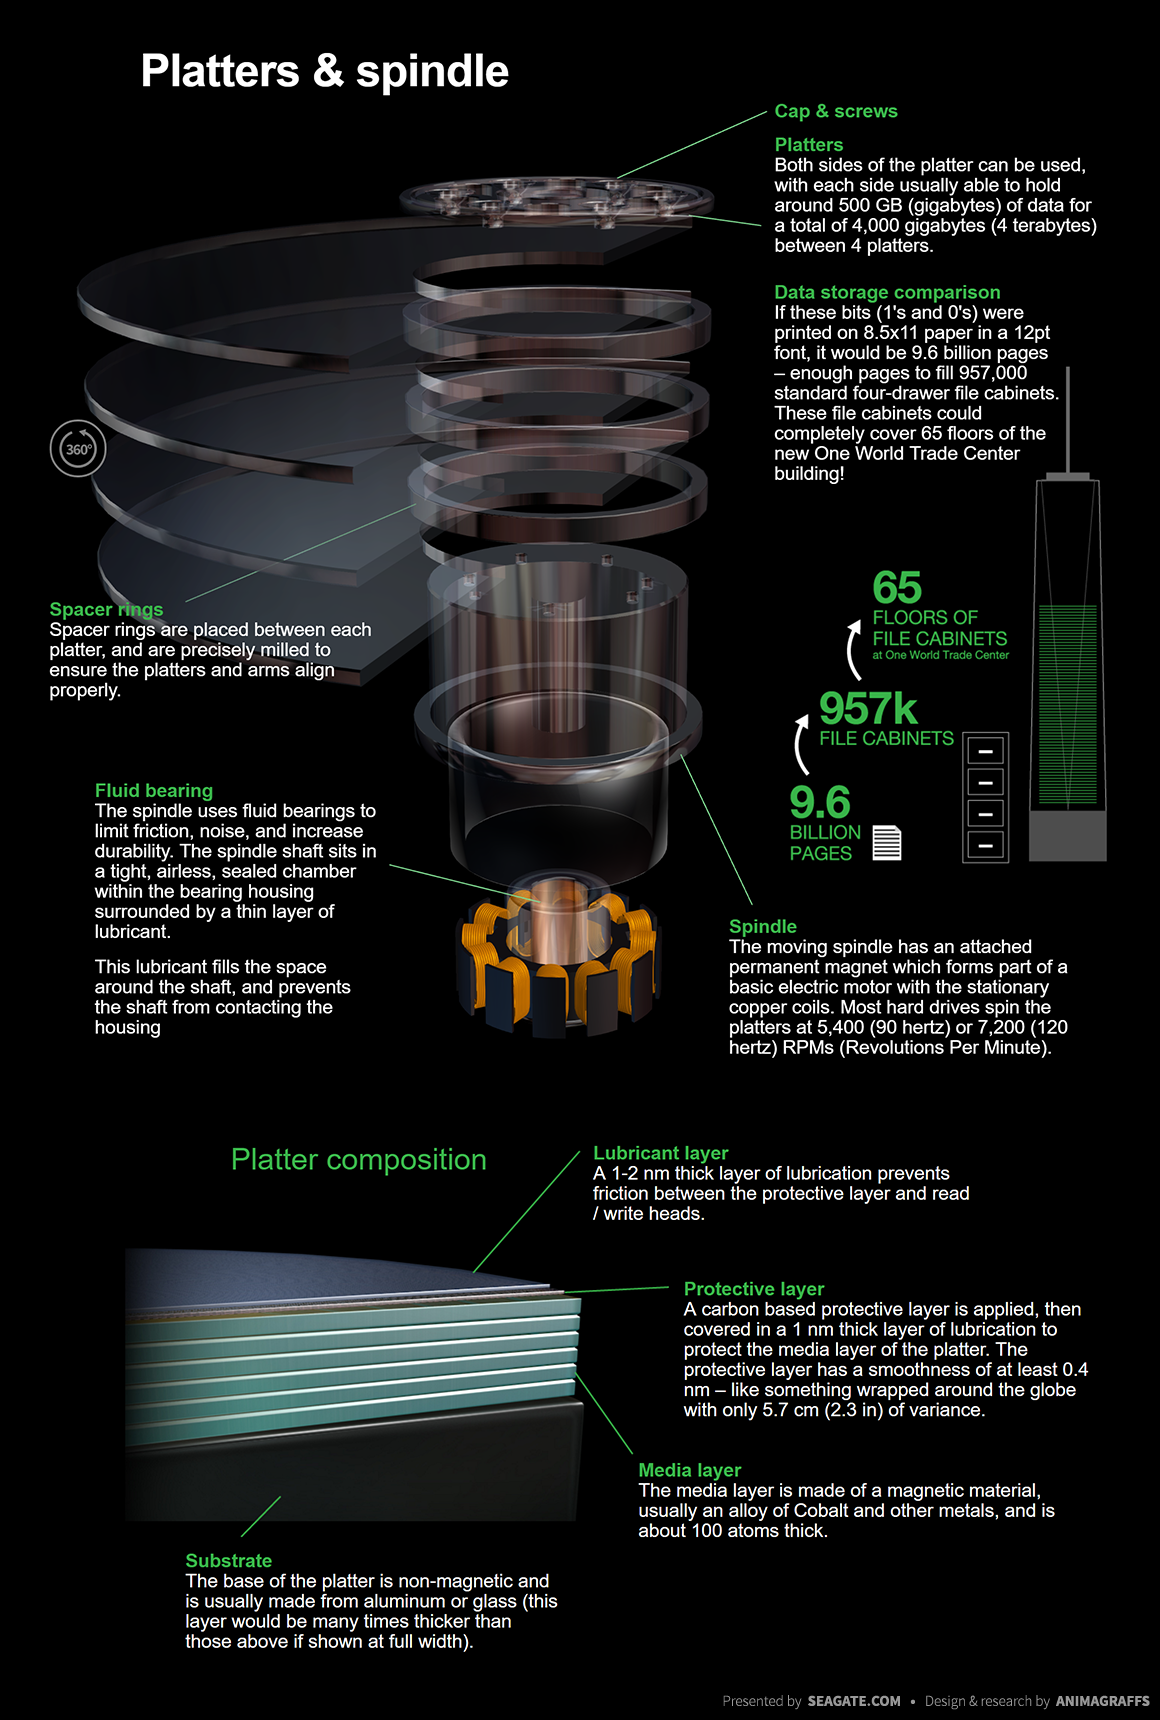 Platters & spindle
Cap & screws
Platters
Both sides of the platter can be used,
with each side usually able to hold
around 500 GB (gigabytes) of data for
a total of 4,000 gigabytes (4 terabytes)
between 4 platters.
Data storage comparison
If these bits (1's and 0's) were
printed on 8.5x11 paper in a 12pt
font, it would be 9.6 billion pages
– enough pages to fill 957,000
standard four-drawer file cabinets.
These file cabinets could
completely cover 65 floors of the
new One World Trade Center
building!
360°
Spacer rings
Spacer rings are placed between each
platter, and are precisely milled to
ensure the platters and arms align
properly.
65
FLOORS OF
FILE CABINETS
at One World Trade Center
957k
FILE CABINETS
9.6
BILLION
PAGES
Fluid bearing
The spindle uses fluid bearings to
limit friction, noise, and increase
durability. The spindle shaft sits in
a tight, airless, sealed chamber
within the bearing housing
surrounded by a thin layer of
lubricant.
This lubricant fills the space
around the shaft, and prevents
the shaft from contacting the
housing
Spindle
The moving spindle has an attached
permanent magnet which forms part of a
basic electric motor with the stationary
copper coils. Most hard drives spin the
platters at 5,400 (90 hertz) or 7,200 (120
hertz) RPMs (Revolutions Per Minute).
Platter composition
Lubricant layer
A 1-2 nm thick layer of lubrication prevents
friction between the protective layer and read
/ write heads.
Protective layer
A carbon based protective layer is applied, then
covered in a 1 nm thick layer of lubrication to
protect the media layer of the platter. The
protective layer has a smoothness of at least 0.4
nm – like something wrapped around the globe
with only 5.7 cm (2.3 in) of variance.
Media layer
The media layer is made of a magnetic material,
usually an alloy of Cobalt and other metals, and is
about 100 atoms thick.
Substrate
The base of the platter is non-magnetic and
is usually made from aluminum or glass (this
layer would be many times thicker than
those above if shown at full width).
Presented by SEAGATE.COM • Design & research by ANIMAGRAFFS